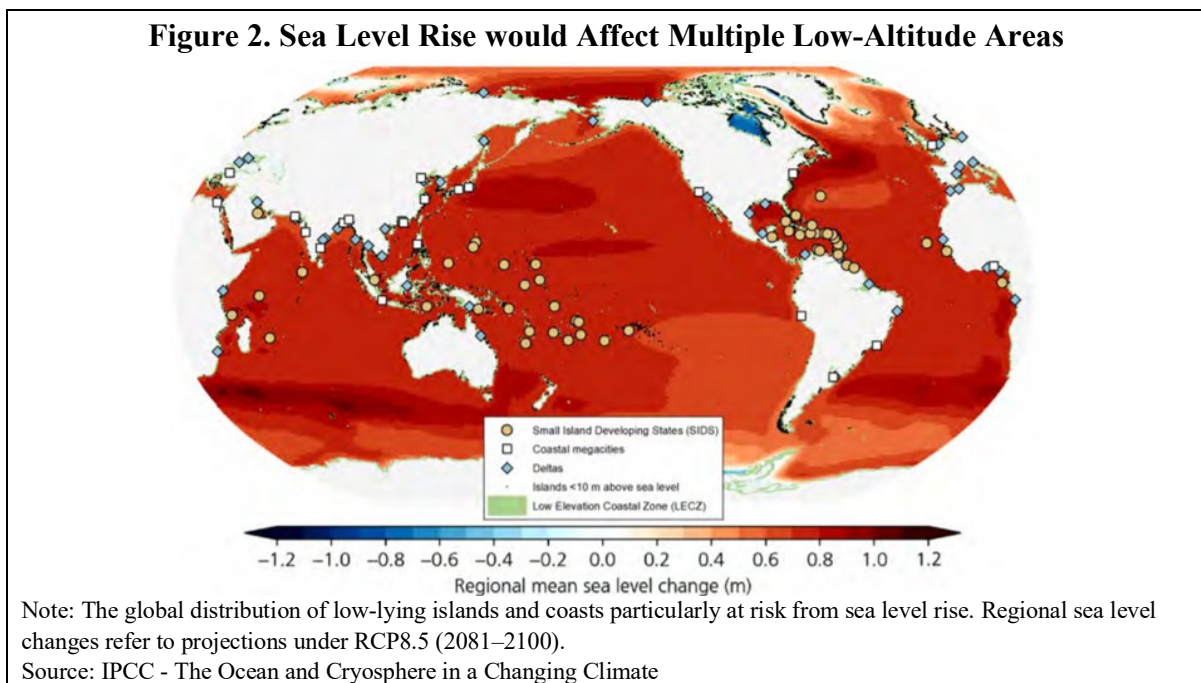 Figure 2. Sea Level Rise would Affect Multiple Low-Altitude Areas
Small Island Developing States (SIDS)
Coastal megacities
Deltas
Islands <10 m above sea level
Low Elevation Coastal Zone (LECZ)
−1.2 −1.0 −0.8 −0.6 −0.4 −0.2 0.0 0.2 0.4 0.6 0.8 1.0 1.2
Regional mean sea level change (m)
Note: The global distribution of low-lying islands and coasts particularly at risk from sea level rise. Regional sea level
changes refer to projections under RCP8.5 (2081–2100).
Source: IPCC - The Ocean and Cryosphere in a Changing Climate